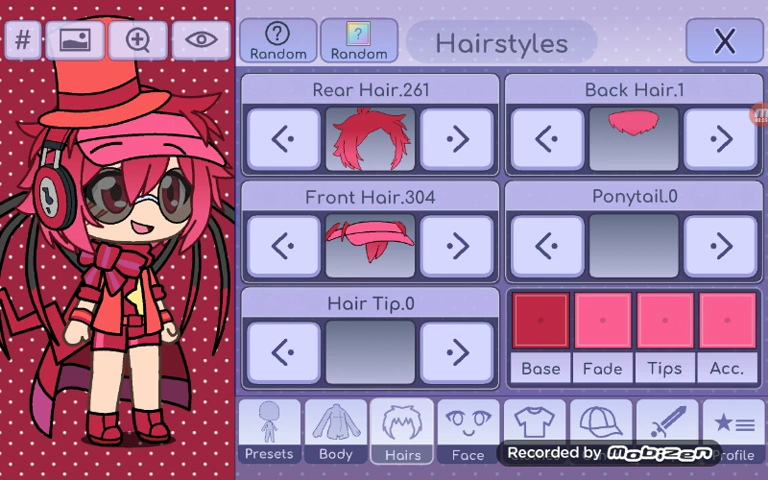 #
? Random
? Random
Hairstyles
X
Rear Hair.261
Back Hair.1
Front Hair.304
Ponytail.0
Hair Tip.0
Base
Fade
Tips
Acc.
Presets
Body
Hairs
Face
Profile
Recorded by Mobizen